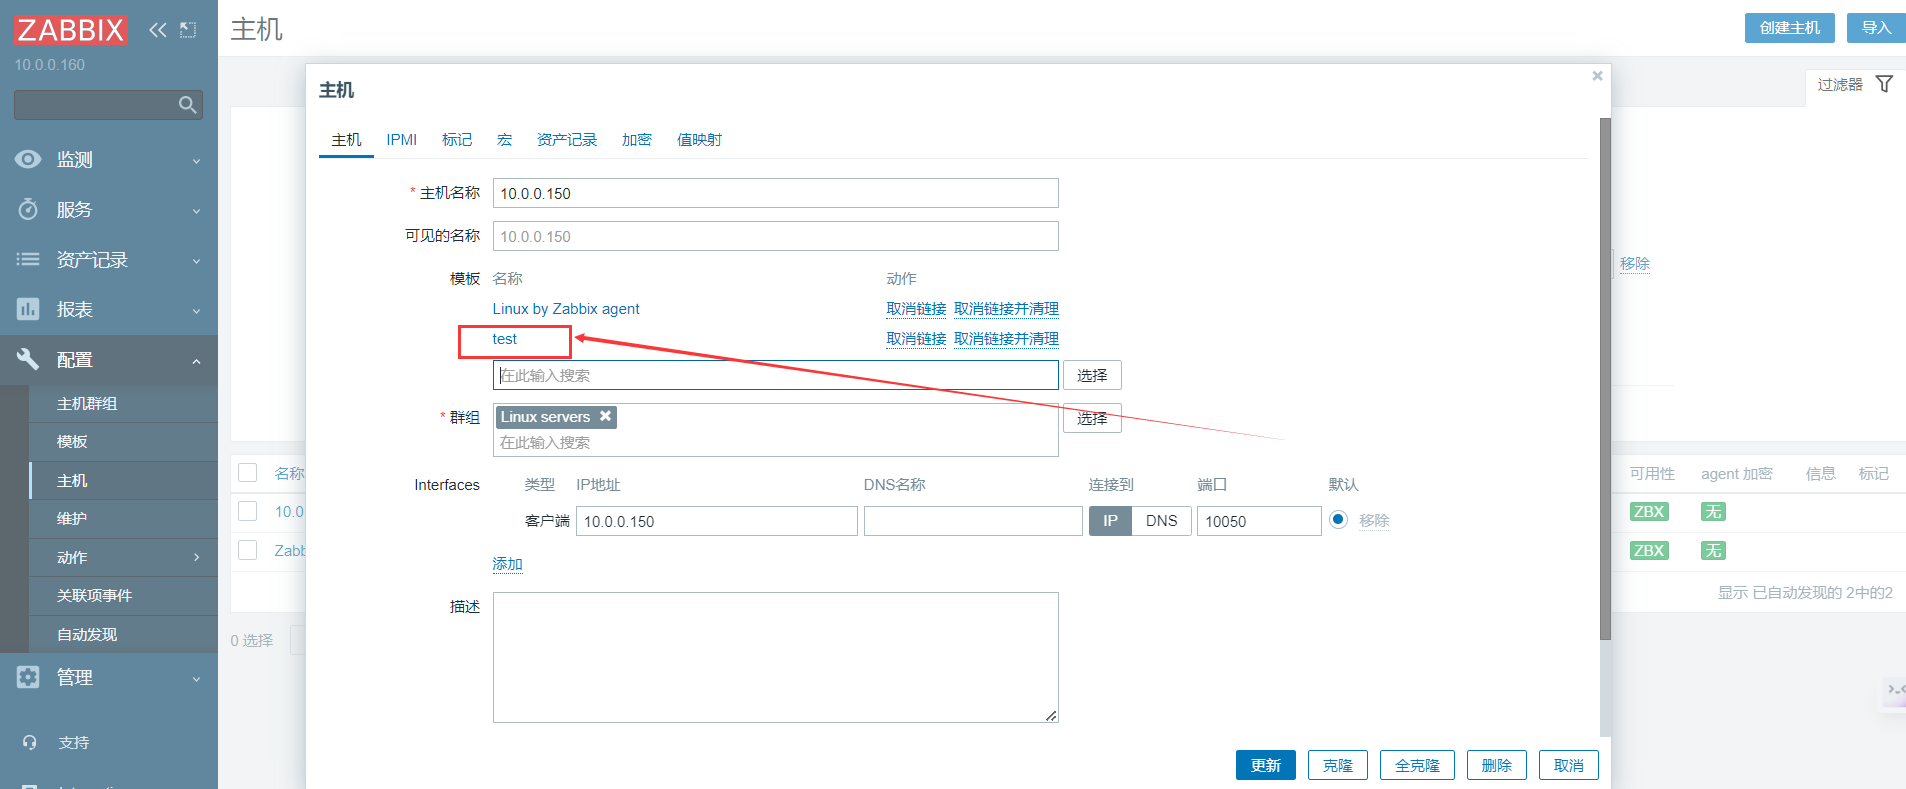 ZABBIX
10.0.0.160
监测
服务
资产记录
报表
配置
主机群组
模板
主机
维护
动作
关联项事件
自动发现
管理
支持
主机
创建主机
导入
过滤器
主机
主机 IPMI 标记 宏 资产记录 加密 值映射
* 主机名称 10.0.0.150
可见的名称 10.0.0.150
模板 名称 动作
Linux by Zabbix agent 取消链接 取消链接并清理
test 取消链接 取消链接并清理
在此输入搜索 选择
* 群组 Linux servers 选择
在此输入搜索
Interfaces 类型 IP地址 DNS名称 连接到 端口 默认
客户端 10.0.0.150 IP DNS 10050 移除
添加
描述
更新 克隆 全克隆 删除 取消
移除
名称 可用性 agent 加密 信息 标记
10.0 ZBX 无
Zabb ZBX 无
显示 已自动发现的 2中的2
0 选择